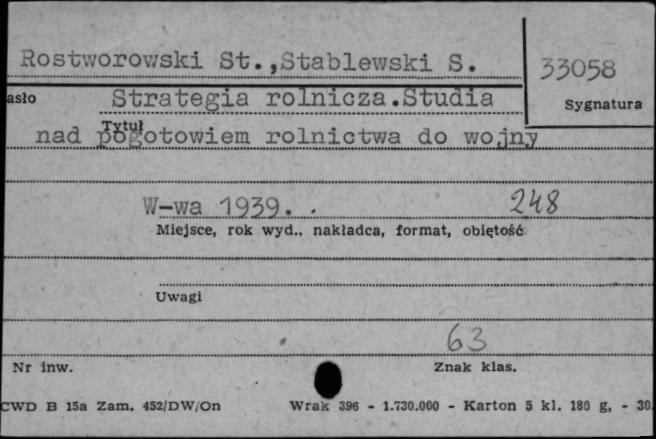 Rostworowski St.,Stablewski S.
33058
asło
Strategia rolnicza.Studia
Sygnatura
Tytuł
nad pogotowiem rolnictwa do wojny
W-wa 1939. .
248
Miejsce, rok wyd., nakładca, format, objętość
Uwagi
63
Nr inw.
Znak klas.
CWD B 15a Zam. 452/DW/On
Wrak 396 - 1.730.000 - Karton 5 kl. 180 g, - 30